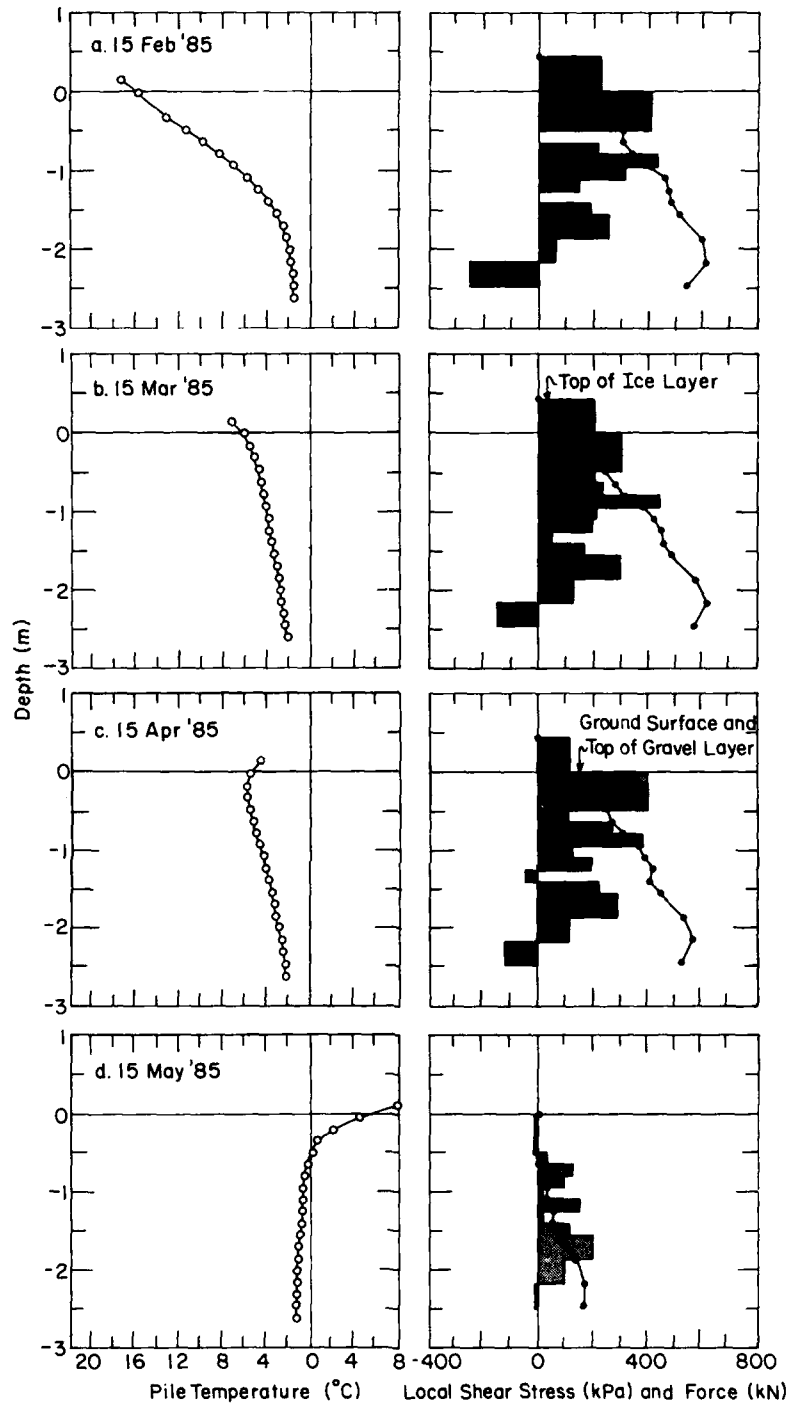 1
a. 15 Feb '85
0
-1
-2
-3
1
b. 15 Mar '85
Top of Ice Layer
0
-1
-2
-3
Depth (m)
1
c. 15 Apr '85
Ground Surface and
Top of Gravel Layer
0
-1
-2
-3
1
d. 15 May '85
0
-1
-2
-3
20 16 12 8 4 0 4 8 -400 0 400 800
Pile Temperature (°C) Local Shear Stress (kPa) and Force (kN)